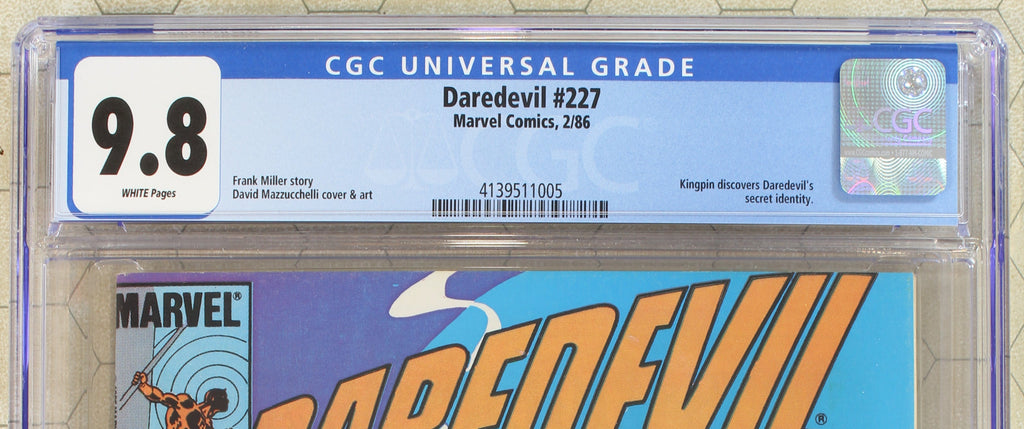 CGC UNIVERSAL GRADE
9.8
WHITE Pages
Daredevil #227
Marvel Comics, 2/86
CGC
Frank Miller story
David Mazzucchelli cover & art
4139511005
Kingpin discovers Daredevil's
secret identity.
CGC
MARVEL®
DAREDEVIL®